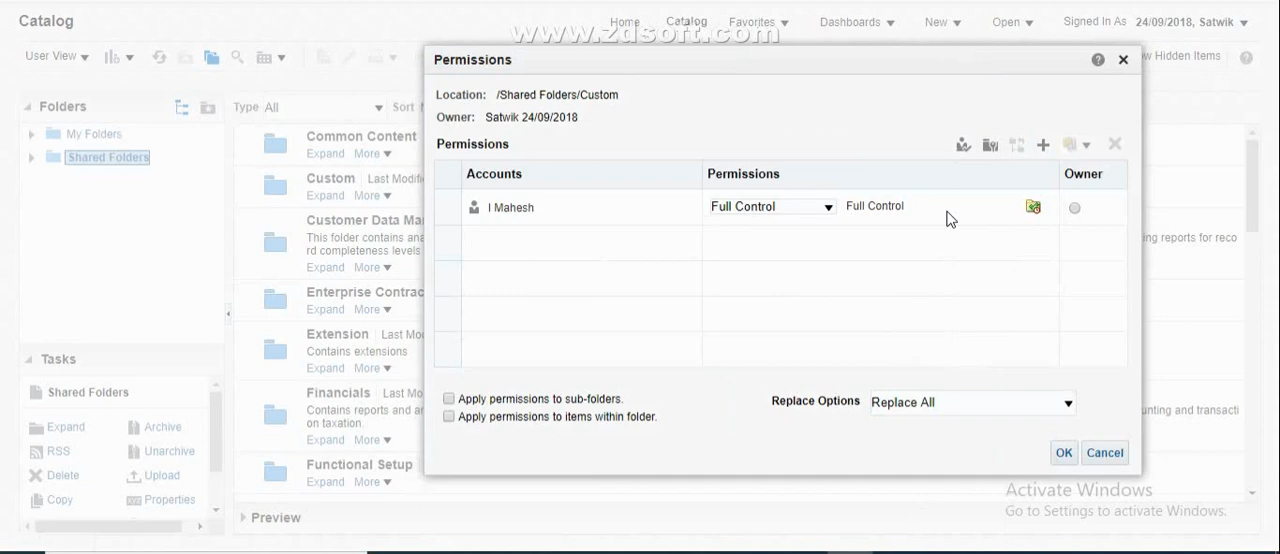 Catalog
Home Catalog Favorites Dashboards New Open Signed In As 24/09/2018, Satwik
www.zdsoft.com
User View
w Hidden Items
Permissions
Location: /Shared Folders/Custom
Owner: Satwik 24/09/2018
Permissions
Accounts Permissions Owner
I Mahesh Full Control Full Control
Apply permissions to sub-folders.
Apply permissions to items within folder.
Replace Options Replace All
OK Cancel
Folders
My Folders
Shared Folders
Type All Sort
Common Content
Expand More
Custom Last Modifi
Expand More
Customer Data Ma
This folder contains ana
ing reports for reco
rd completeness levels
Expand More
Enterprise Contrac
Expand More
Extension Last Mo
Contains extensions
Expand More
Financials Last Mo
Contains reports and an
unting and transacti
on taxation.
Expand More
Functional Setup
Expand More
Tasks
Shared Folders
Expand Archive
RSS Unarchive
Delete Upload
Copy Properties
Preview
Activate Windows
Go to Settings to activate Windows.